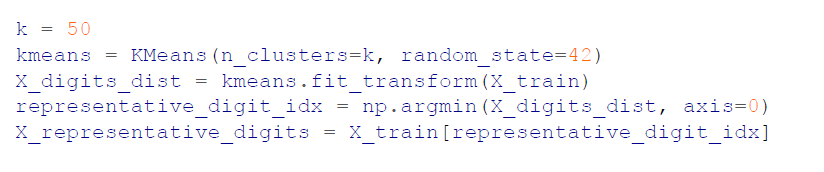 k = 50
kmeans = KMeans(n_clusters=k, random_state=42)
X_digits_dist = kmeans.fit_transform(X_train)
representative_digit_idx = np.argmin(X_digits_dist, axis=0)
X_representative_digits = X_train[representative_digit_idx]